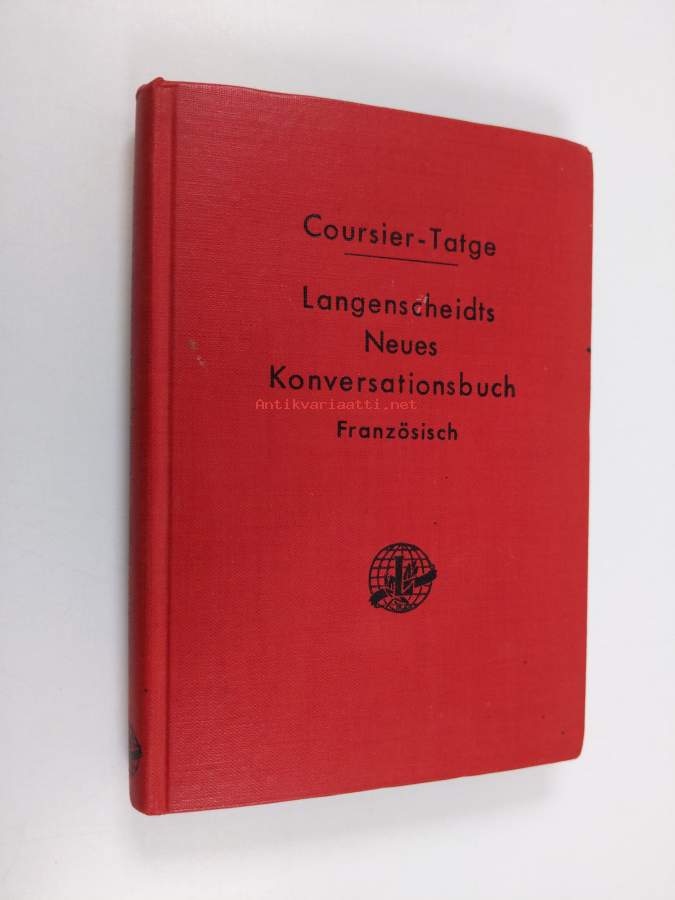 Coursier-Tatge
Langenscheidts
Neues
Konversationsbuch
Antikvariaatti.net
Französisch
L